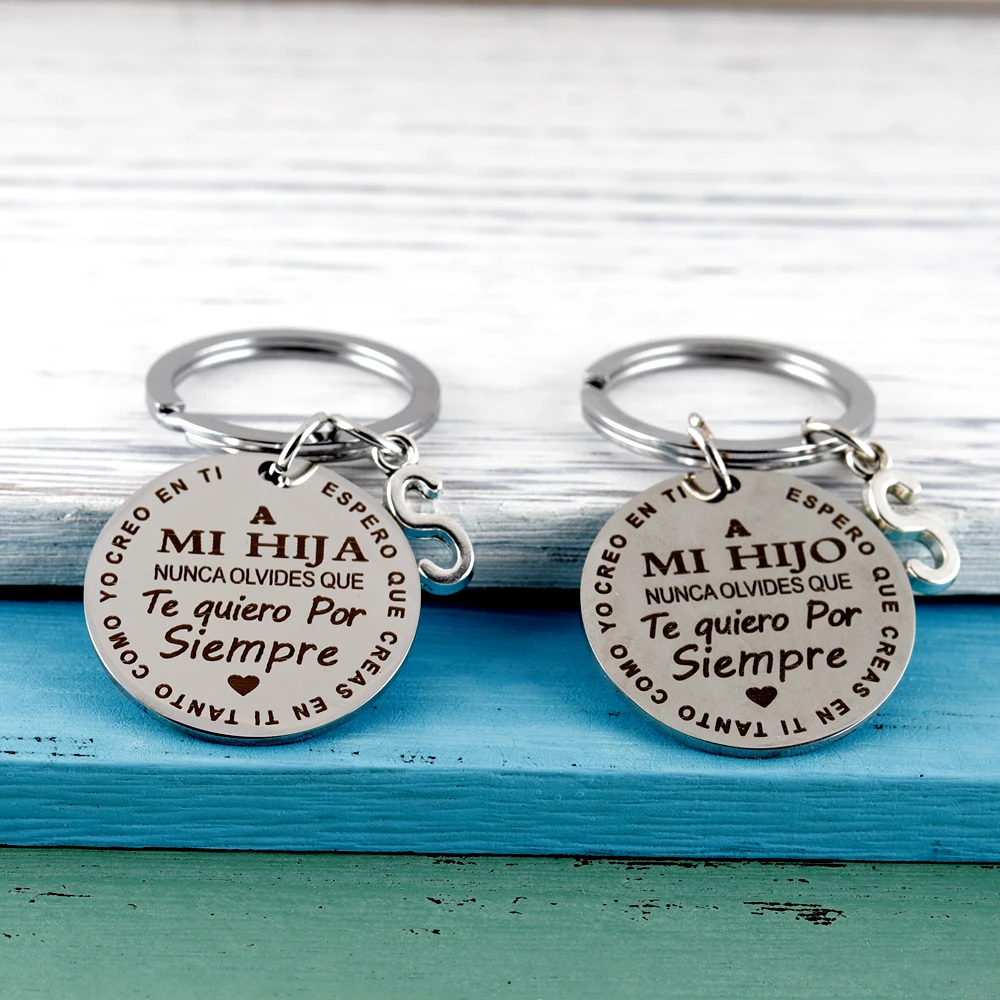 ESPERO QUE CREAS EN TI TANTO COMO YO CREO EN TI
A
MI HIJA
NUNCA OLVIDES QUE
Te quiero Por
Siempre
S
ESPERO QUE CREAS EN TI TANTO COMO YO CREO EN TI
A
MI HIJO
NUNCA OLVIDES QUE
Te quiero Por
Siempre
S